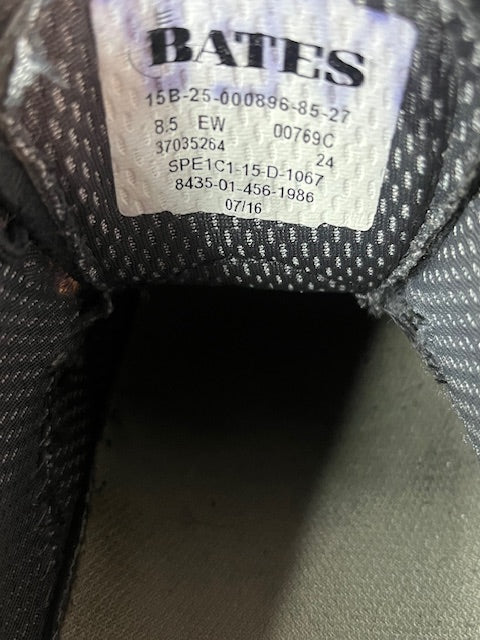 BATES
15B-25-000896-85-27
8.5 EW 00769C
37035264 24
SPE1C1-15-D-1067
8435-01-456-1986
07/16